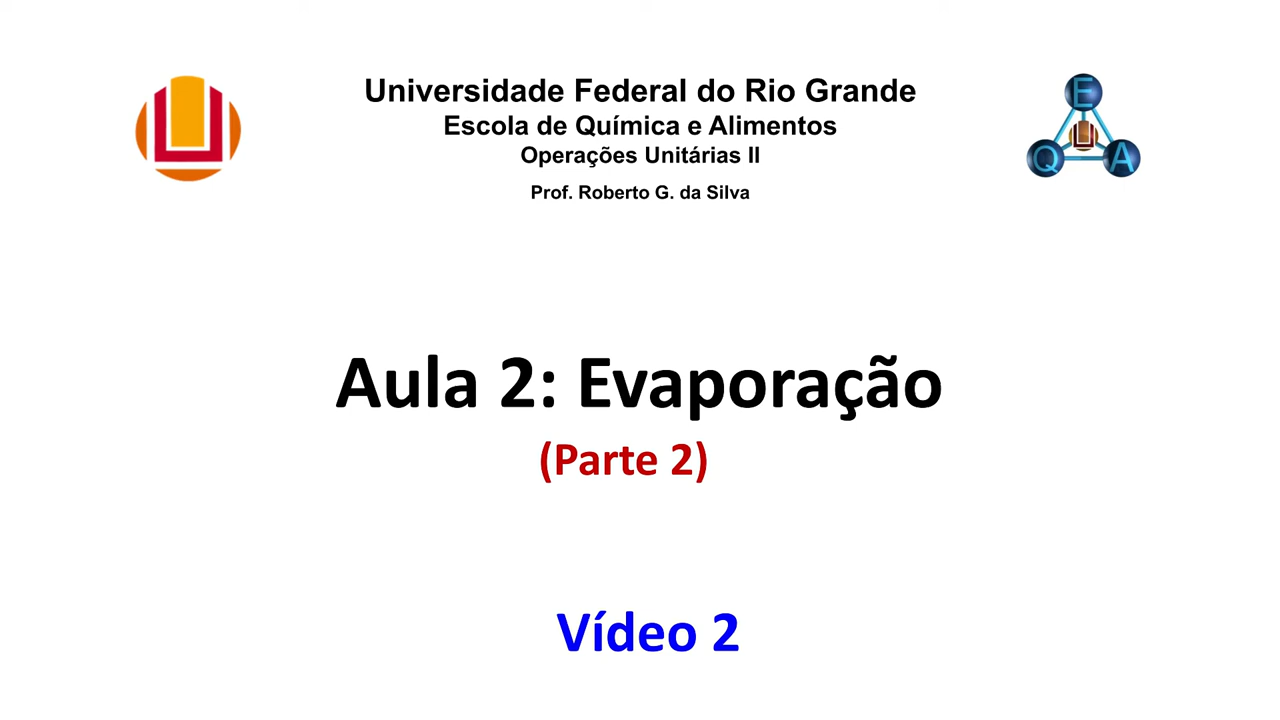 Universidade Federal do Rio Grande
Escola de Química e Alimentos
Operações Unitárias II
Prof. Roberto G. da Silva
E
Q A
Aula 2: Evaporação
(Parte 2)
Vídeo 2